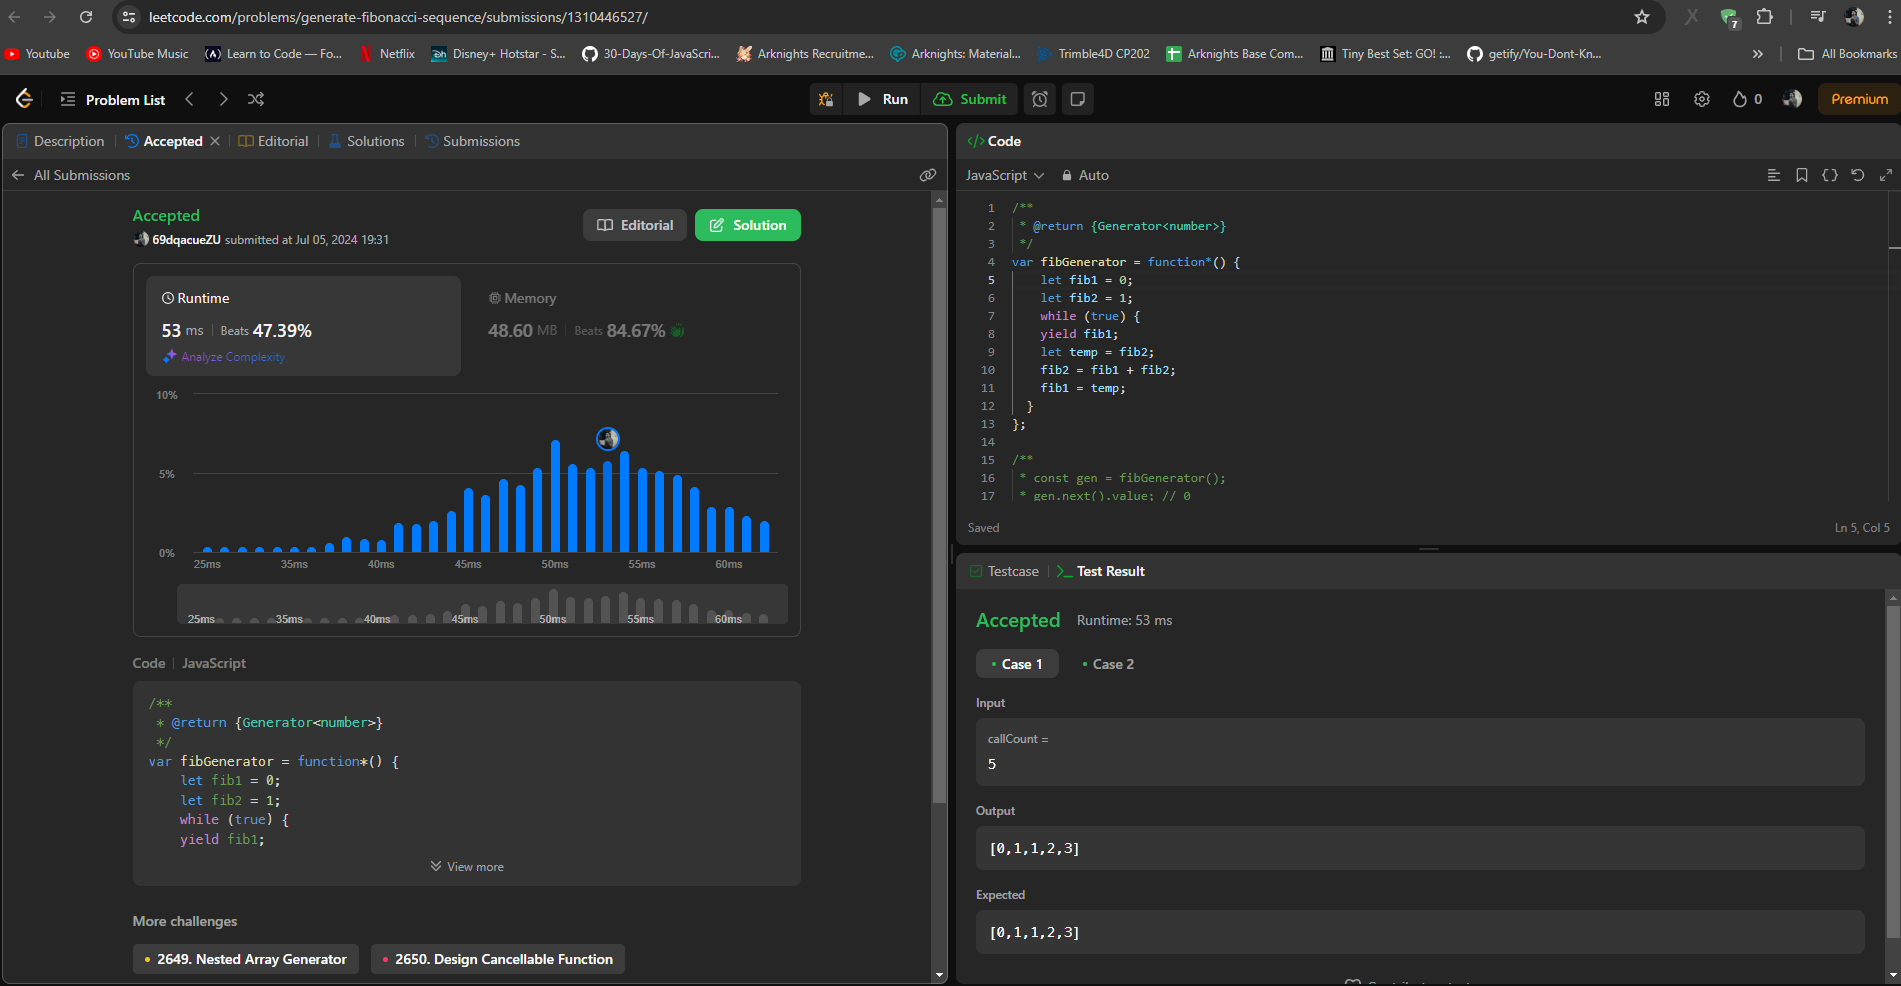 leetcode.com/problems/generate-fibonacci-sequence/submissions/1310446527/
7
Youtube
YouTube Music
Learn to Code — Fo...
Netflix
Disney+ Hotstar - S...
30-Days-Of-JavaScri...
Arknights Recruitme...
Arknights: Material...
Trimble4D CP202
Arknights Base Com...
Tiny Best Set: GO! :...
getify/You-Dont-Kn...
All Bookmarks
Problem List
Run
Submit
0
Premium
Description
Accepted
Editorial
Solutions
Submissions
All Submissions
Accepted
69dqacueZU submitted at Jul 05, 2024 19:31
Editorial
Solution
Runtime
53 ms | Beats 47.39%
Analyze Complexity
Memory
48.60 MB | Beats 84.67%
10%
5%
0%
25ms 35ms 40ms 45ms 50ms 55ms 60ms
25ms 35ms 40ms 45ms 50ms 55ms 60ms
Code | JavaScript
/**
 * @return {Generator<number>}
 */
var fibGenerator = function*() {
    let fib1 = 0;
    let fib2 = 1;
    while (true) {
    yield fib1;
View more
More challenges
2649. Nested Array Generator
2650. Design Cancellable Function
</> Code
JavaScript
Auto
1 /**
2  * @return {Generator<number>}
3  */
4 var fibGenerator = function*() {
5     let fib1 = 0;
6     let fib2 = 1;
7     while (true) {
8     yield fib1;
9     let temp = fib2;
10     fib2 = fib1 + fib2;
11     fib1 = temp;
12   }
13 };
14
15 /**
16  * const gen = fibGenerator();
17  * gen.next().value; // 0
Saved
Ln 5, Col 5
Testcase
Test Result
Accepted
Runtime: 53 ms
Case 1
Case 2
Input
callCount =
5
Output
[0,1,1,2,3]
Expected
[0,1,1,2,3]